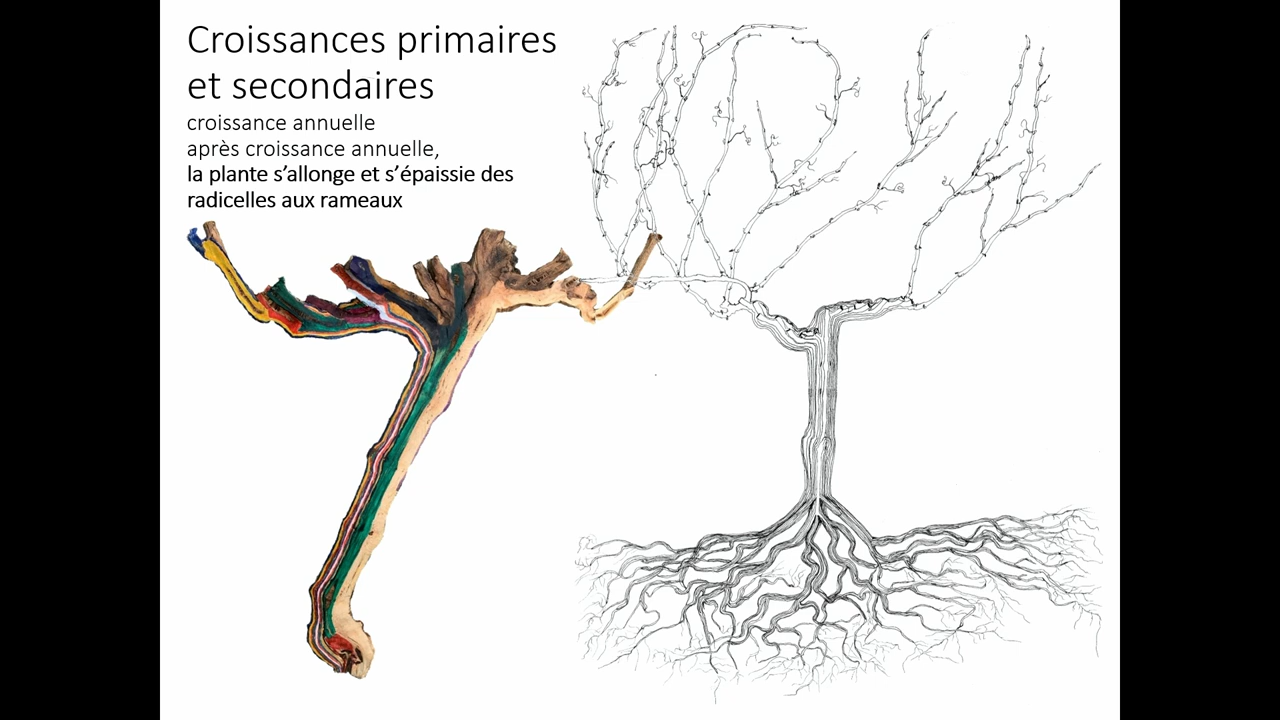 Croissances primaires
et secondaires
croissance annuelle
après croissance annuelle,
la plante s’allonge et s’épaissie des
radicelles aux rameaux